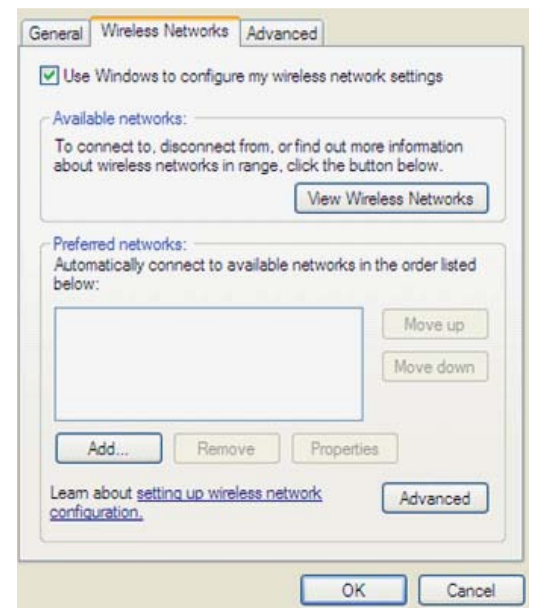 General Wireless Networks Advanced
Use Windows to configure my wireless network settings
Available networks:
To connect to, disconnect from, or find out more information
about wireless networks in range, click the button below.
View Wireless Networks
Preferred networks:
Automatically connect to available networks in the order listed
below:
Move up
Move down
Add... Remove Properties
Learn about setting up wireless network
configuration.
Advanced
OK Cancel